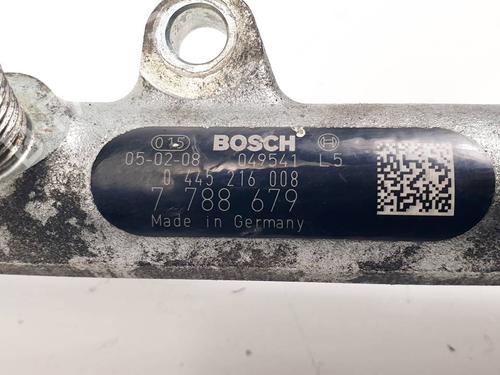 015 BOSCH
05-02-08 049541 L5
0 445 216 008
7 788 679
Made in Germany